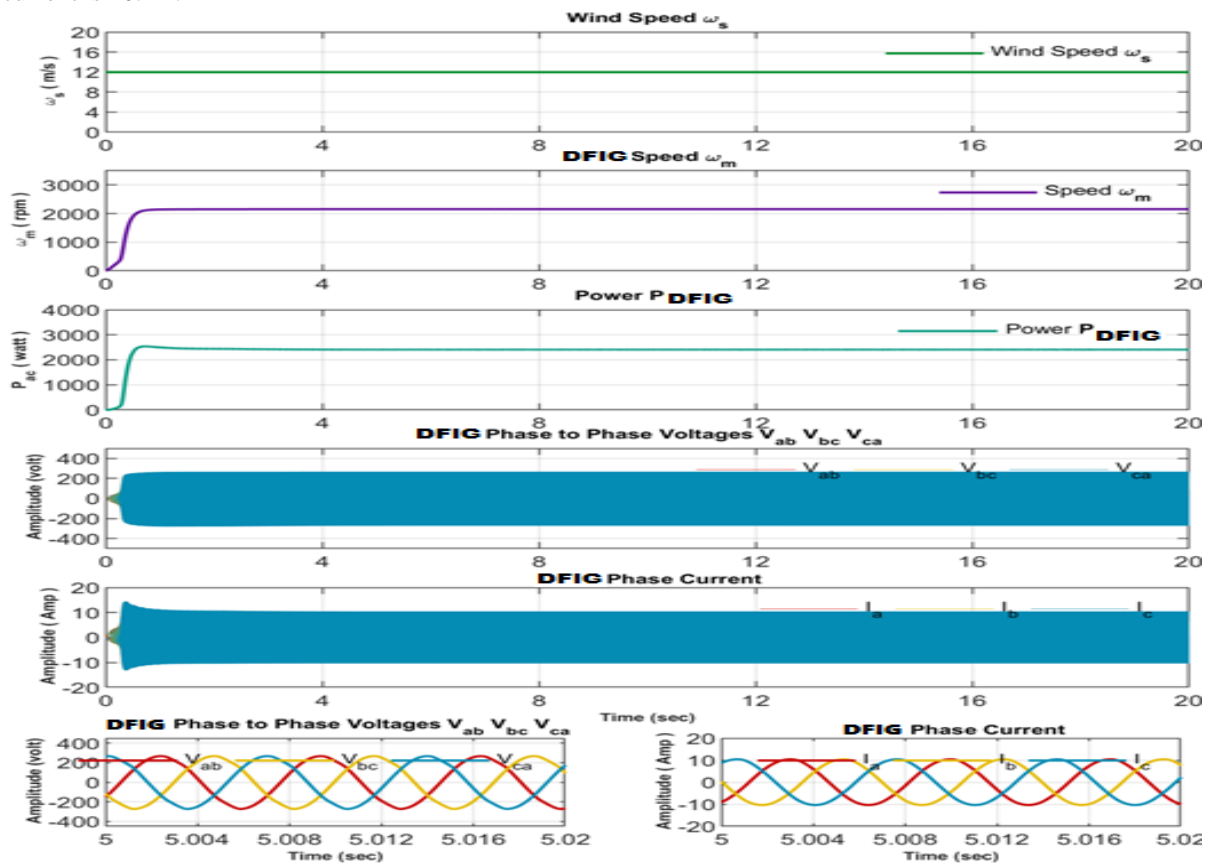 Wind Speed ωs
20
16
12
8
4
0
ωs (m/s)
Wind Speed ωs
0 4 8 12 16 20
DFIG Speed ωm
3000
2000
1000
0
ωm (rpm)
Speed ωm
0 4 8 12 16 20
Power PDFIG
4000
3000
2000
1000
0
Pac (watt)
Power PDFIG
0 4 8 12 16 20
DFIG Phase to Phase Voltages Vab Vbc Vca
400
200
0
-200
-400
Amplitude (volt)
Vab Vbc Vca
0 4 8 12 16 20
DFIG Phase Current
20
10
0
-10
-20
Amplitude (Amp)
Ia Ib Ic
0 4 8 12 16 20
Time (sec)
DFIG Phase to Phase Voltages Vab Vbc Vca
400
200
0
-200
-400
Amplitude (volt)
Vab Vbc Vca
5 5.004 5.008 5.012 5.016 5.02
Time (sec)
DFIG Phase Current
20
10
0
-10
-20
Amplitude (Amp)
Ia Ib Ic
5 5.004 5.008 5.012 5.016 5.02
Time (sec)